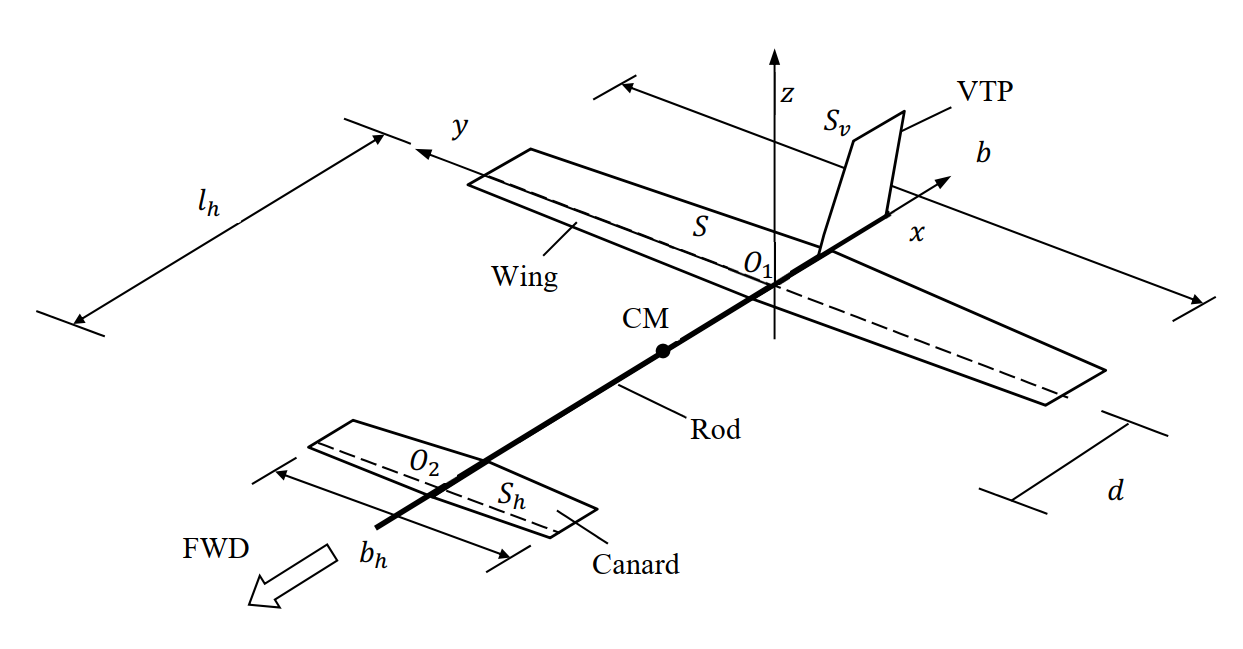 z
VTP
S_v
y
b
l_h
S
x
Wing
O_1
CM
Rod
O_2
S_h
d
FWD
b_h
Canard